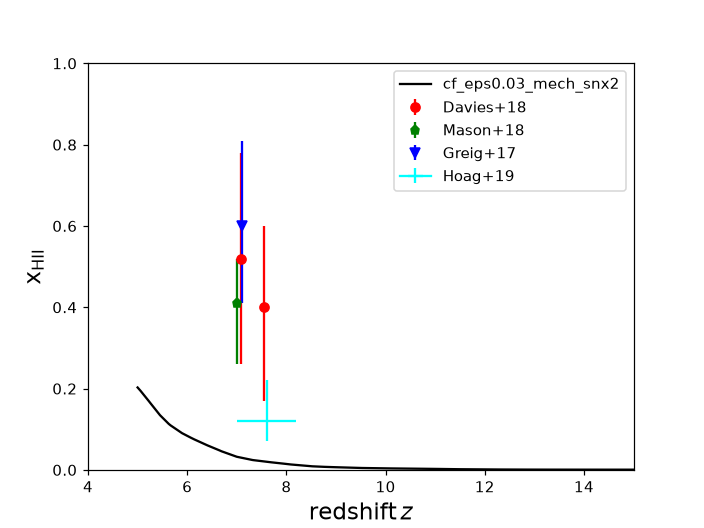 1.0
0.8
0.6
0.4
0.2
0.0
xHII
cf_eps0.03_mech_snx2
Davies+18
Mason+18
Greig+17
Hoag+19
4 6 8 10 12 14
redshift z